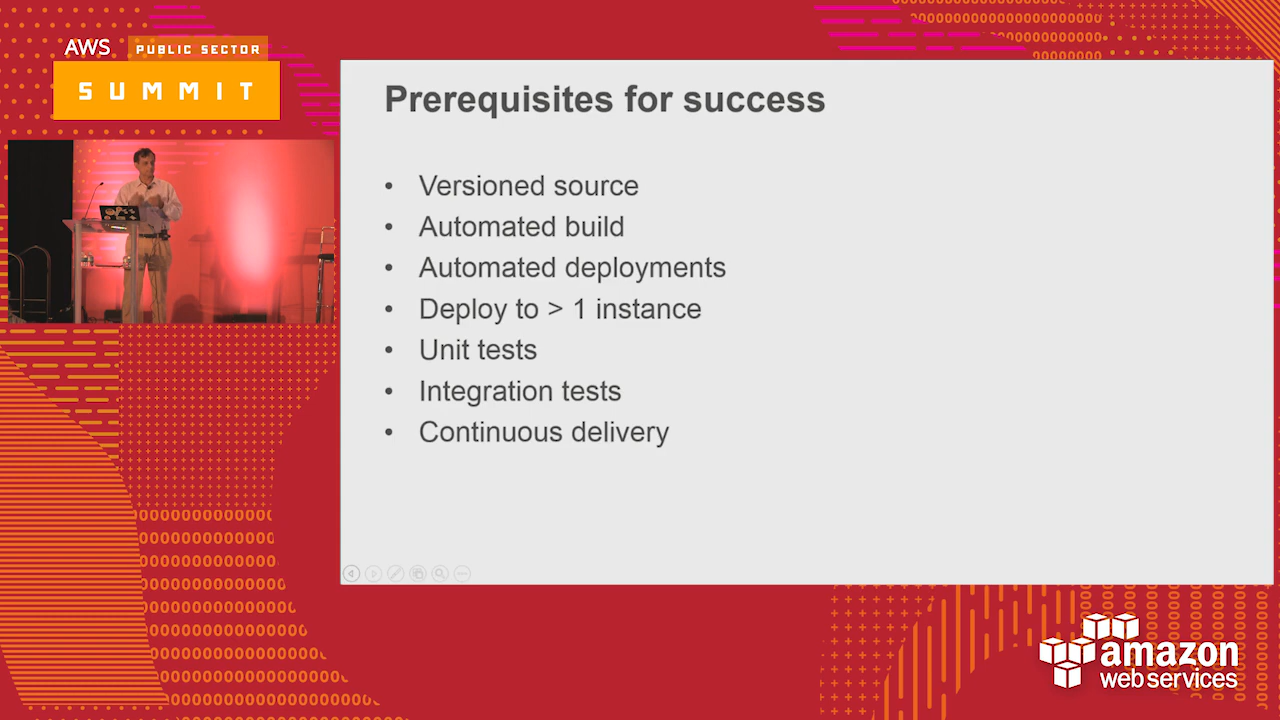 AWS PUBLIC SECTOR
SUMMIT
Prerequisites for success
• Versioned source
• Automated build
• Automated deployments
• Deploy to > 1 instance
• Unit tests
• Integration tests
• Continuous delivery
amazon
web services